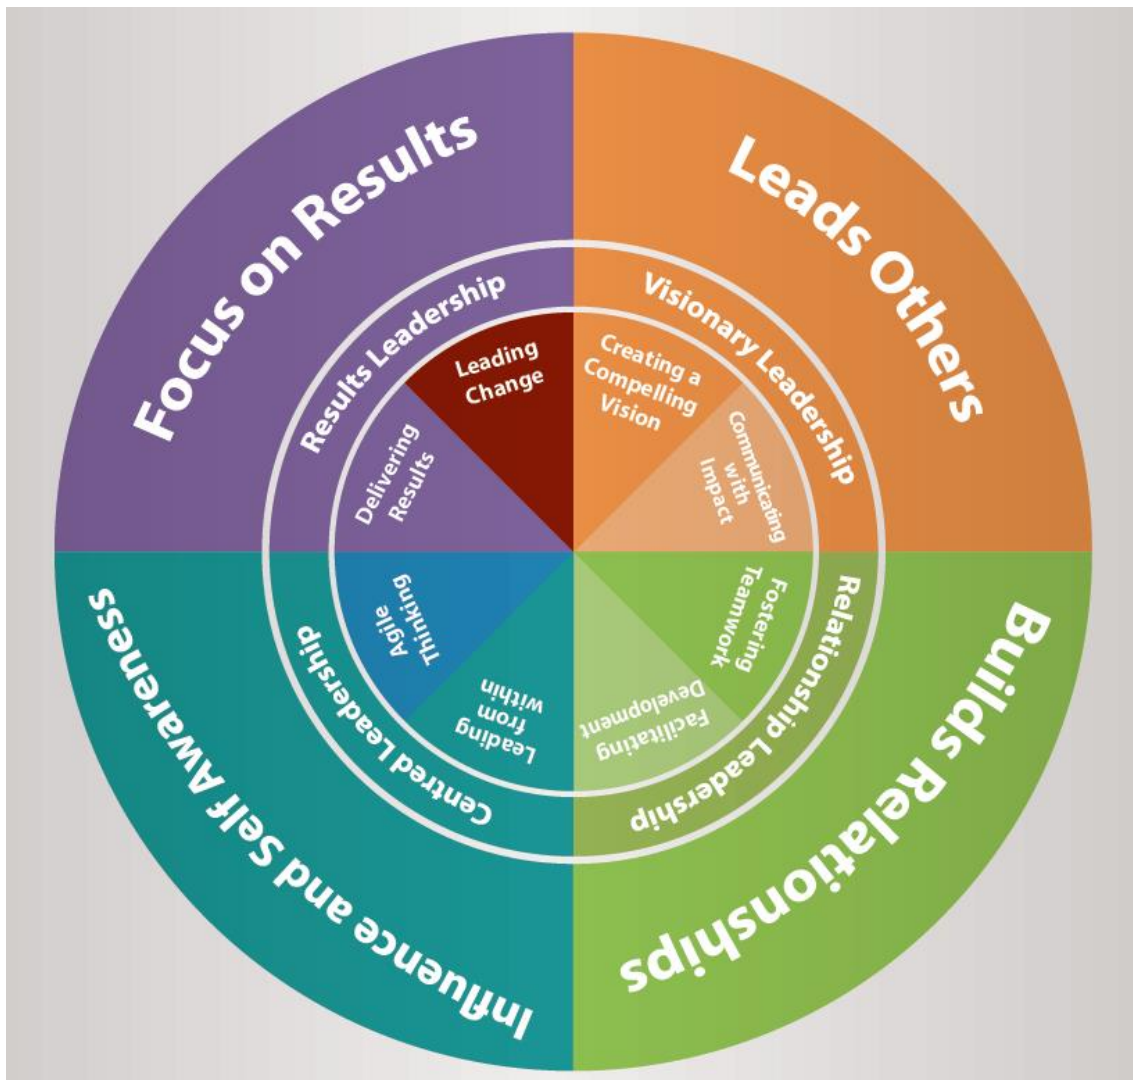 Focus on Results
Leads Others
Builds Relationships
Influence and Self Awareness
Results Leadership
Visionary Leadership
Relationship Leadership
Centred Leadership
Leading
Change
Creating a
Compelling
Vision
Communicating
with
Impact
Fostering
Teamwork
Facilitating
Development
Leading
from
within
Agile
Thinking
Delivering
Results